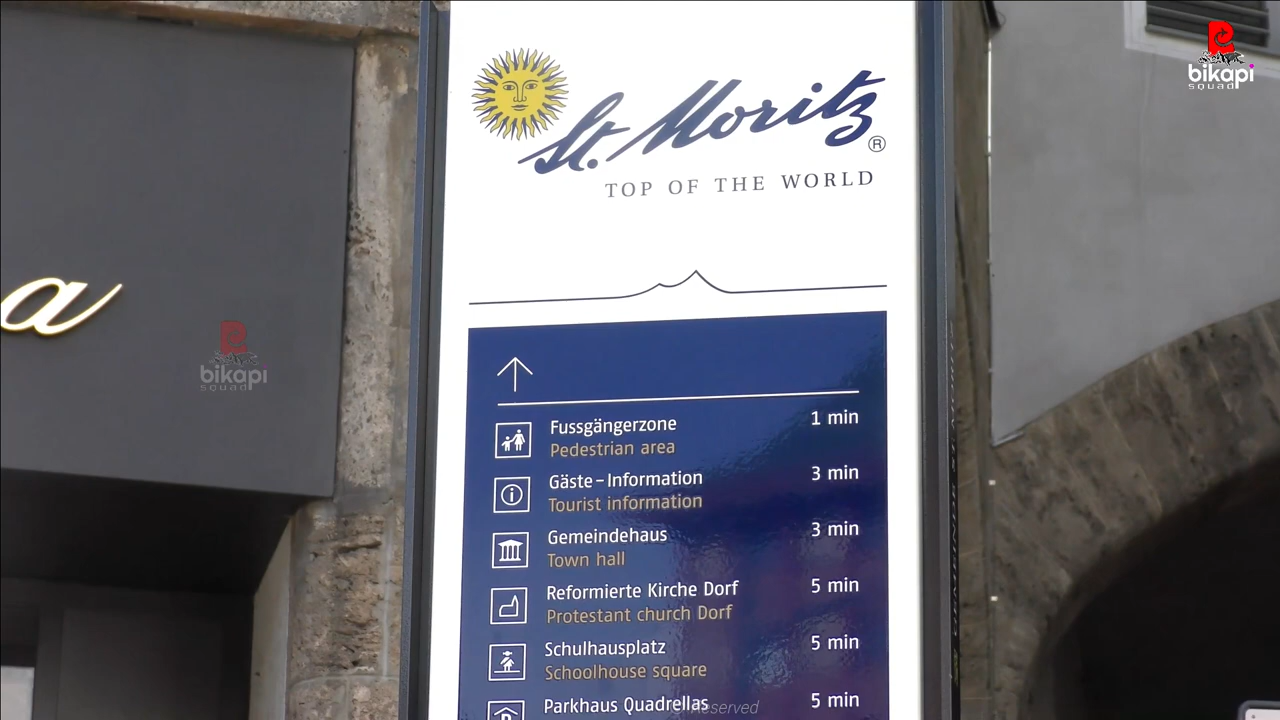 bikapi
squad
St. Moritz
®
TOP OF THE WORLD
a
bikapi
squad
Fussgängerzone 1 min
Pedestrian area
Gäste–Information 3 min
Tourist information
Gemeindehaus 3 min
Town hall
Reformierte Kirche Dorf 5 min
Protestant church Dorf
Schulhausplatz 5 min
Schoolhouse square
Parkhaus Quadrellas 5 min
Reserved